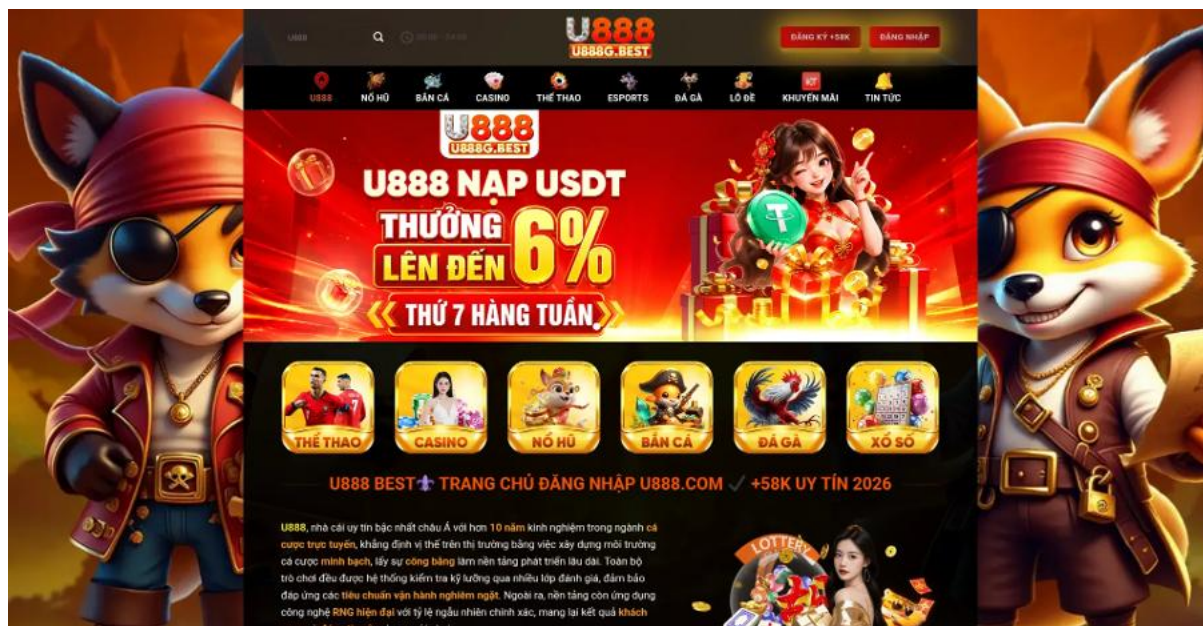 U888
U888
U888G.BEST
ĐĂNG KÝ +58K
ĐĂNG NHẬP
U888
NỔ HŨ
BẮN CÁ
CASINO
THỂ THAO
ESPORTS
ĐÁ GÀ
LÔ ĐỀ
HOT
KHUYẾN MÃI
TIN TỨC
U888
U888G.BEST
U888 NẠP USDT
THƯỞNG
LÊN ĐẾN 6%
THỨ 7 HÀNG TUẦN
THỂ THAO
CASINO
NỔ HŨ
BẮN CÁ
ĐÁ GÀ
XỔ SỐ
U888 BEST⚜️ TRANG CHỦ ĐĂNG NHẬP U888.COM ✔️ +58K UY TÍN 2026
U888, nhà cái uy tín bậc nhất châu Á với hơn 10 năm kinh nghiệm trong ngành cá
cược trực tuyến, khẳng định vị thế trên thị trường bằng việc xây dựng môi trường
cá cược minh bạch, lấy sự công bằng làm nền tảng phát triển lâu dài. Toàn bộ
trò chơi đều được hệ thống kiểm tra kỹ lưỡng qua nhiều lớp đánh giá, đảm bảo
đáp ứng các tiêu chuẩn vận hành nghiêm ngặt. Ngoài ra, nền tảng còn ứng dụng
công nghệ RNG hiện đại với tỷ lệ ngẫu nhiên chính xác, mang lại kết quả khách
LOTTERY